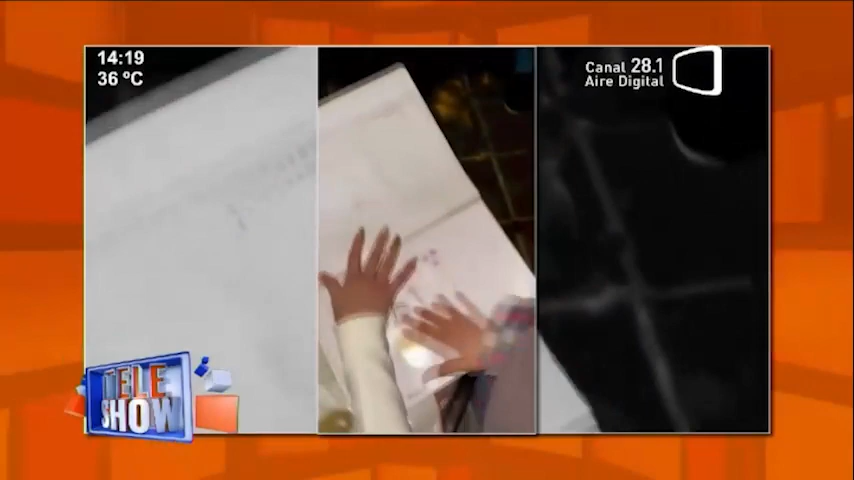 14:19
36 ºC
Canal 28.1
Aire Digital
TELE
SHOW